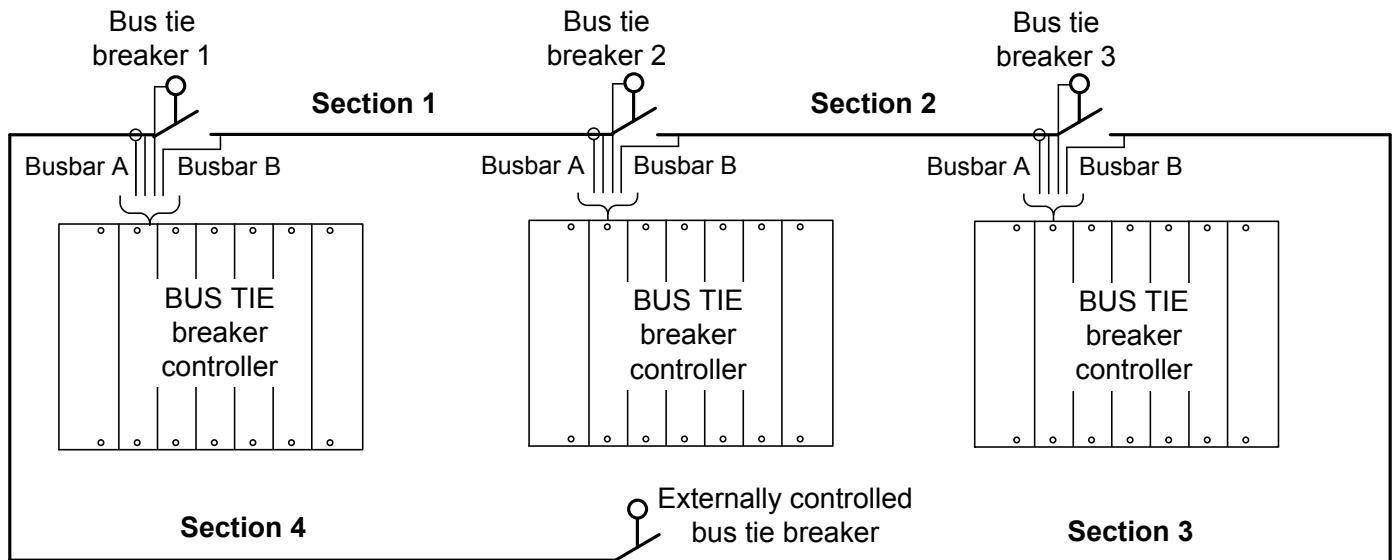 Bus tie
breaker 1
Bus tie
breaker 2
Bus tie
breaker 3
Section 1
Section 2
Busbar A
Busbar B
Busbar A
Busbar B
Busbar A
Busbar B
BUS TIE
breaker
controller
BUS TIE
breaker
controller
BUS TIE
breaker
controller
Section 4
Externally controlled
bus tie breaker
Section 3